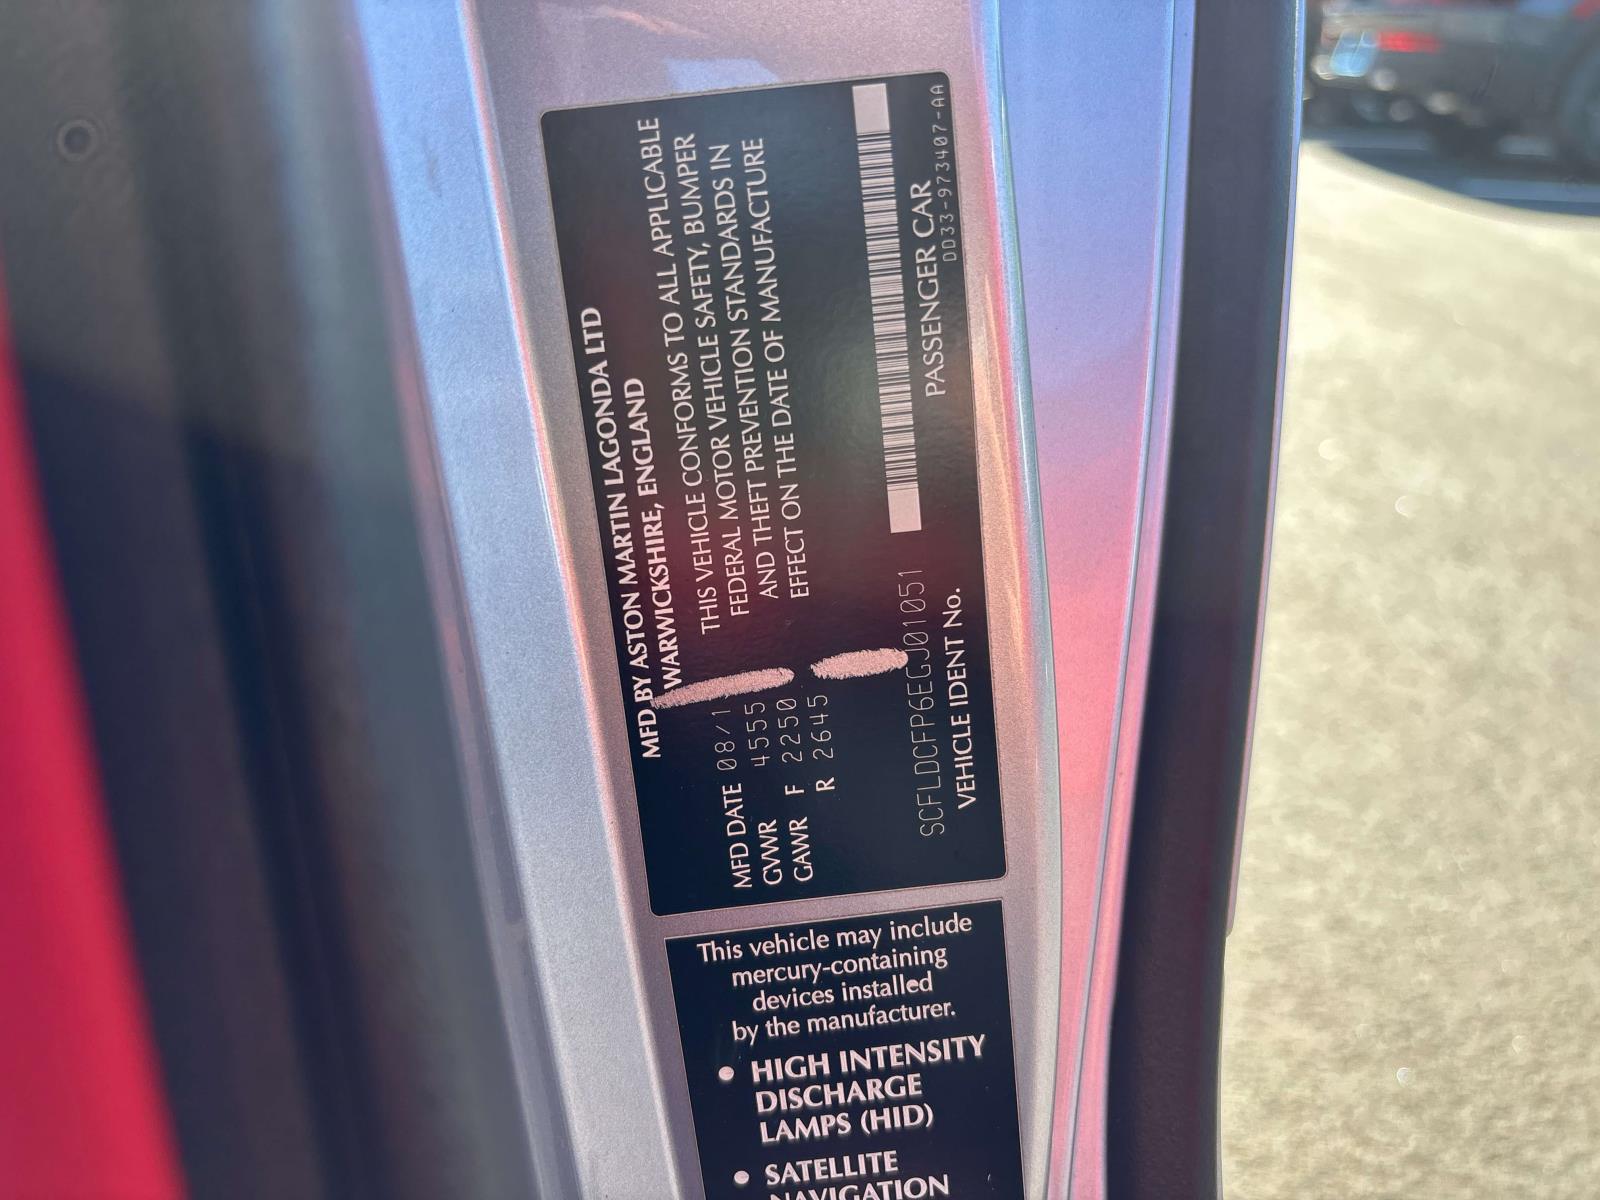 MFD BY ASTON MARTIN LAGONDA LTD
WARWICKSHIRE, ENGLAND
THIS VEHICLE CONFORMS TO ALL APPLICABLE
FEDERAL MOTOR VEHICLE SAFETY, BUMPER
AND THEFT PREVENTION STANDARDS IN
EFFECT ON THE DATE OF MANUFACTURE
MFD DATE 08/1
GVWR 4555
GAWR F 2250
R 2645
SCFLDCFP6EGJ01051
VEHICLE IDENT No.
PASSENGER CAR
DD33-973407-AA
This vehicle may include
mercury-containing
devices installed
by the manufacturer.
• HIGH INTENSITY
DISCHARGE
LAMPS (HID)
• SATELLITE
NAVIGATION